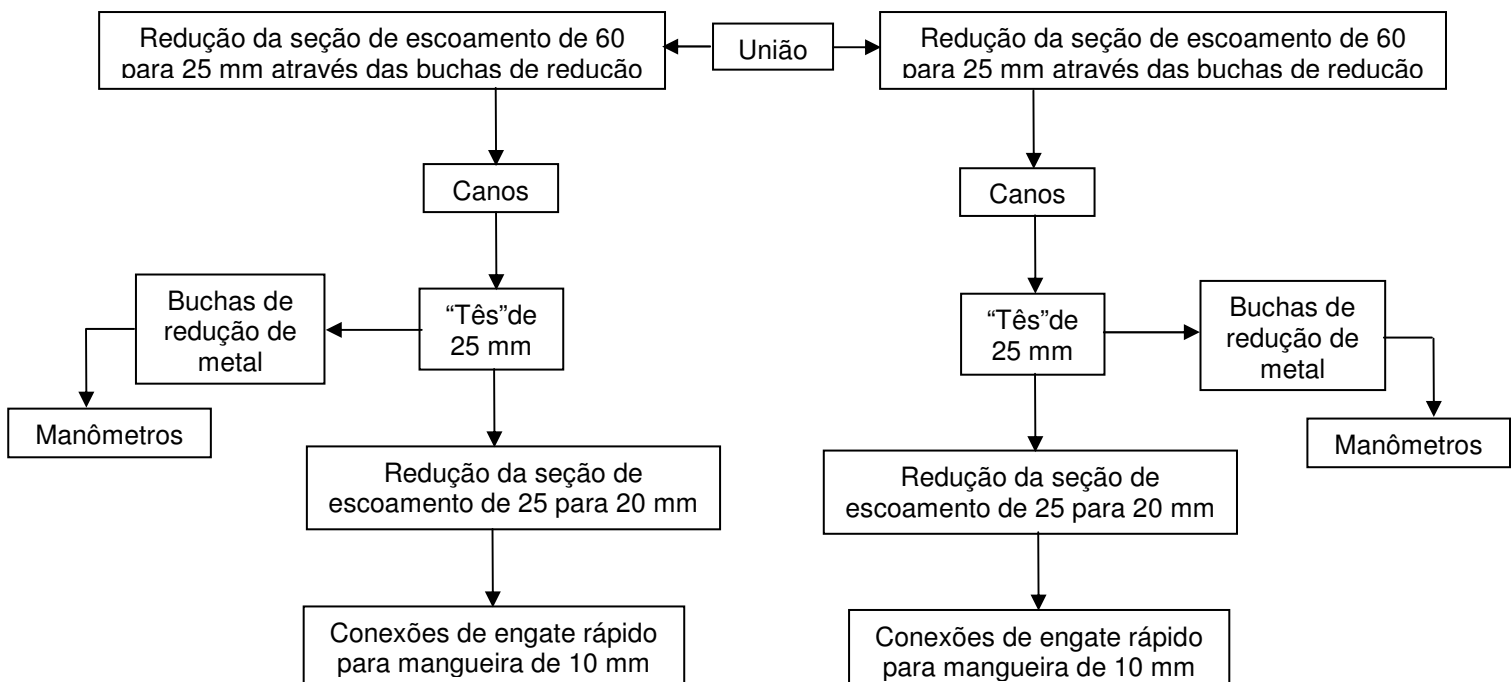 Redução da seção de escoamento de 60
para 25 mm através das buchas de redução
União
Redução da seção de escoamento de 60
para 25 mm através das buchas de redução
Canos
Canos
Buchas de
redução de
metal
“Tês”de
25 mm
“Tês”de
25 mm
Buchas de
redução de
metal
Manômetros
Manômetros
Redução da seção de
escoamento de 25 para 20 mm
Redução da seção de
escoamento de 25 para 20 mm
Conexões de engate rápido
para mangueira de 10 mm
Conexões de engate rápido
para mangueira de 10 mm